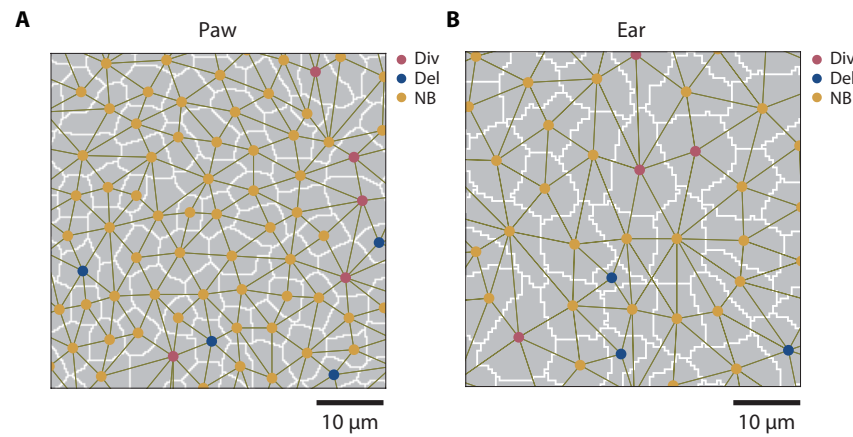 A
Paw
Div
Del
NB
10 µm
B
Ear
Div
Del
NB
10 µm